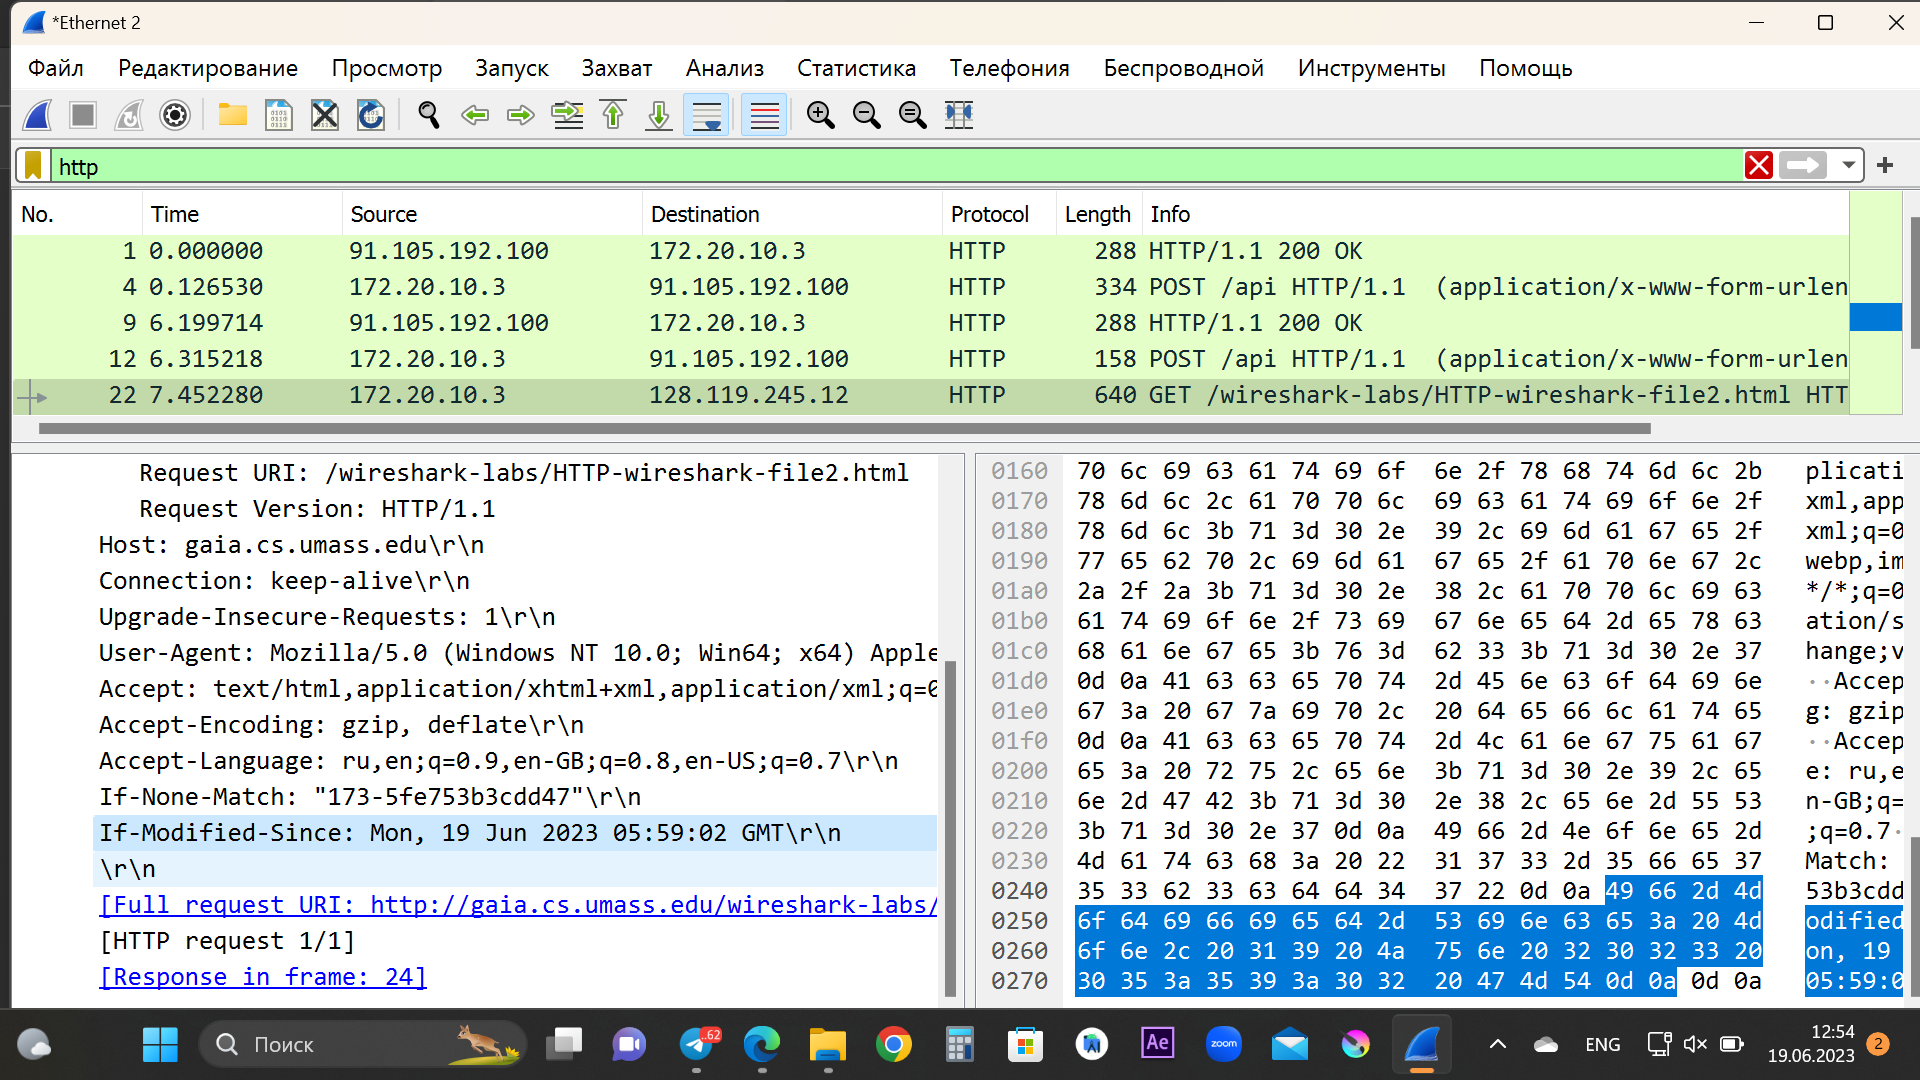 *Ethernet 2
Файл Редактирование Просмотр Запуск Захват Анализ Статистика Телефония Беспроводной Инструменты Помощь
http
No. Time Source Destination Protocol Length Info
1 0.000000 91.105.192.100 172.20.10.3 HTTP 288 HTTP/1.1 200 OK
4 0.126530 172.20.10.3 91.105.192.100 HTTP 334 POST /api HTTP/1.1 (application/x-www-form-urlen
9 6.199714 91.105.192.100 172.20.10.3 HTTP 288 HTTP/1.1 200 OK
12 6.315218 172.20.10.3 91.105.192.100 HTTP 158 POST /api HTTP/1.1 (application/x-www-form-urlen
22 7.452280 172.20.10.3 128.119.245.12 HTTP 640 GET /wireshark-labs/HTTP-wireshark-file2.html HTT
Request URI: /wireshark-labs/HTTP-wireshark-file2.html
Request Version: HTTP/1.1
Host: gaia.cs.umass.edu\r\n
Connection: keep-alive\r\n
Upgrade-Insecure-Requests: 1\r\n
User-Agent: Mozilla/5.0 (Windows NT 10.0; Win64; x64) Apple
Accept: text/html,application/xhtml+xml,application/xml;q=0
Accept-Encoding: gzip, deflate\r\n
Accept-Language: ru,en;q=0.9,en-GB;q=0.8,en-US;q=0.7\r\n
If-None-Match: "173-5fe753b3cdd47"\r\n
If-Modified-Since: Mon, 19 Jun 2023 05:59:02 GMT\r\n
\r\n
[Full request URI: http://gaia.cs.umass.edu/wireshark-labs/
[HTTP request 1/1]
[Response in frame: 24]
0160 70 6c 69 63 61 74 69 6f 6e 2f 78 68 74 6d 6c 2b plicati
0170 78 6d 6c 2c 61 70 70 6c 69 63 61 74 69 6f 6e 2f xml,app
0180 78 6d 6c 3b 71 3d 30 2e 39 2c 69 6d 61 67 65 2f xml;q=0
0190 77 65 62 70 2c 69 6d 61 67 65 2f 61 70 6e 67 2c webp,im
01a0 2a 2f 2a 3b 71 3d 30 2e 38 2c 61 70 70 6c 69 63 */*;q=0
01b0 61 74 69 6f 6e 2f 73 69 67 6e 65 64 2d 65 78 63 ation/s
01c0 68 61 6e 67 65 3b 76 3d 62 33 3b 71 3d 30 2e 37 hange;v
01d0 0d 0a 41 63 63 65 70 74 2d 45 6e 63 6f 64 69 6e ··Accep
01e0 67 3a 20 67 7a 69 70 2c 20 64 65 66 6c 61 74 65 g: gzip
01f0 0d 0a 41 63 63 65 70 74 2d 4c 61 6e 67 75 61 67 ··Accep
0200 65 3a 20 72 75 2c 65 6e 3b 71 3d 30 2e 39 2c 65 e: ru,e
0210 6e 2d 47 42 3b 71 3d 30 2e 38 2c 65 6e 2d 55 53 n-GB;q=
0220 3b 71 3d 30 2e 37 0d 0a 49 66 2d 4e 6f 6e 65 2d ;q=0.7·
0230 4d 61 74 63 68 3a 20 22 31 37 33 2d 35 66 65 37 Match:
0240 35 33 62 33 63 64 64 34 37 22 0d 0a 49 66 2d 4d 53b3cdd
0250 6f 64 69 66 69 65 64 2d 53 69 6e 63 65 3a 20 4d odified
0260 6f 6e 2c 20 31 39 20 4a 75 6e 20 32 30 32 33 20 on, 19
0270 30 35 3a 35 39 3a 30 32 20 47 4d 54 0d 0a 0d 0a 05:59:0
Поиск
..62
Ae
zoom
ENG
12:54
19.06.2023
2